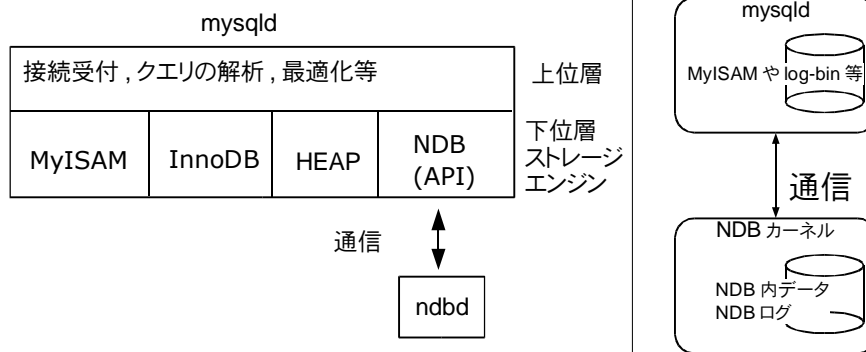 mysqld
接続受付 , クエリの解析 , 最適化等
上位層
MyISAM
InnoDB
HEAP
NDB
(API)
下位層
ストレージ
エンジン
通信
ndbd
mysqld
MyISAM や log-bin 等
通信
NDB カーネル
NDB 内データ
NDB ログ